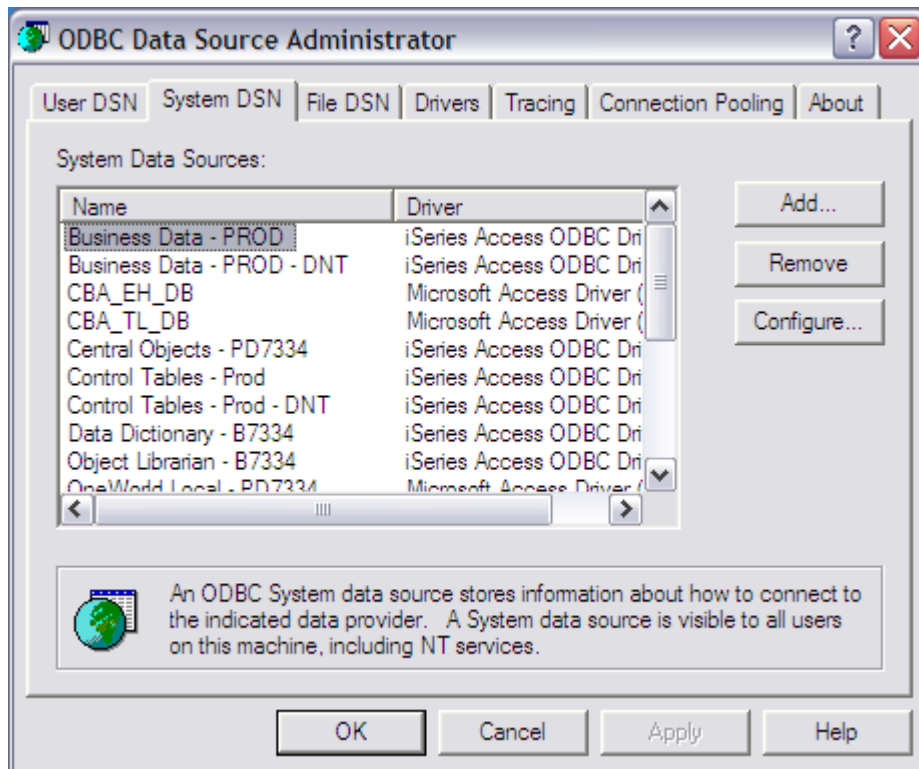 ODBC Data Source Administrator
User DSN System DSN File DSN Drivers Tracing Connection Pooling About
System Data Sources:
Name Driver
Business Data - PROD iSeries Access ODBC Dri
Business Data - PROD - DNT iSeries Access ODBC Dri
CBA_EH_DB Microsoft Access Driver (
CBA_TL_DB Microsoft Access Driver (
Central Objects - PD7334 iSeries Access ODBC Dri
Control Tables - Prod iSeries Access ODBC Dri
Control Tables - Prod - DNT iSeries Access ODBC Dri
Data Dictionary - B7334 iSeries Access ODBC Dri
Object Librarian - B7334 iSeries Access ODBC Dri
OneWorld Local - PD7334 Microsoft Access Driver (
Add...
Remove
Configure...
An ODBC System data source stores information about how to connect to
the indicated data provider. A System data source is visible to all users
on this machine, including NT services.
OK Cancel Apply Help